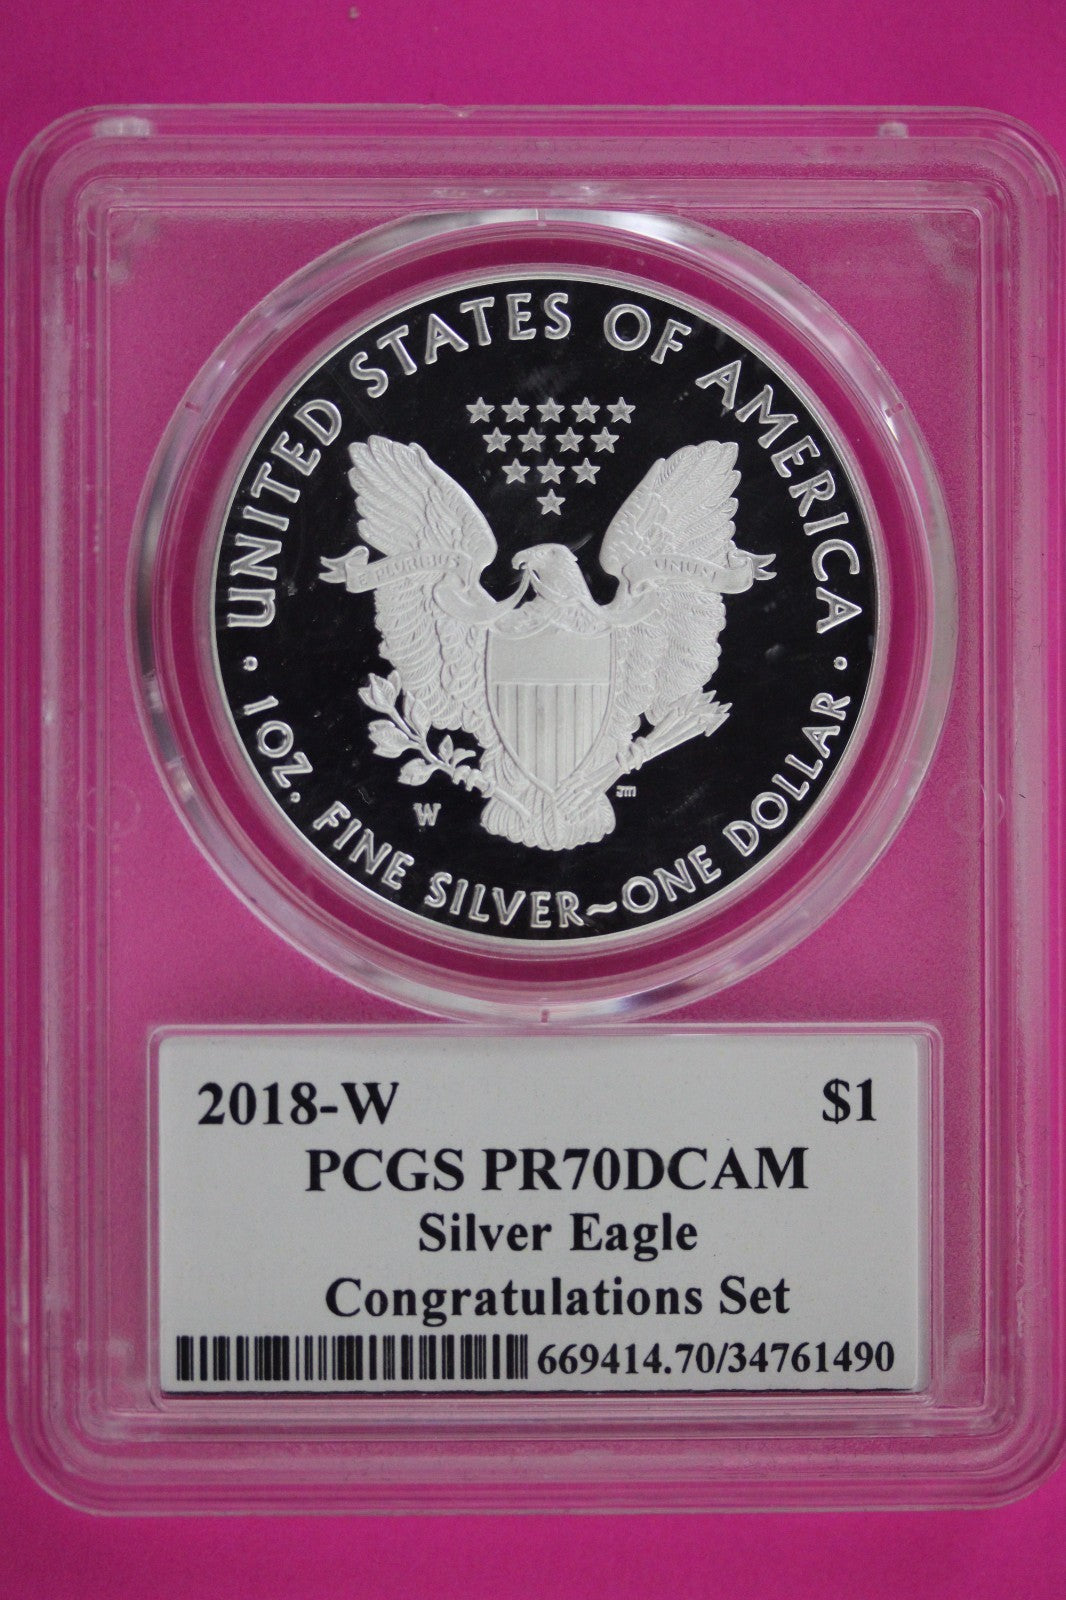 UNITED STATES OF AMERICA
E PLURIBUS UNUM
W
JM
1 OZ. FINE SILVER~ONE DOLLAR
2018-W $1
PCGS PR70DCAM
Silver Eagle
Congratulations Set
669414.70/34761490